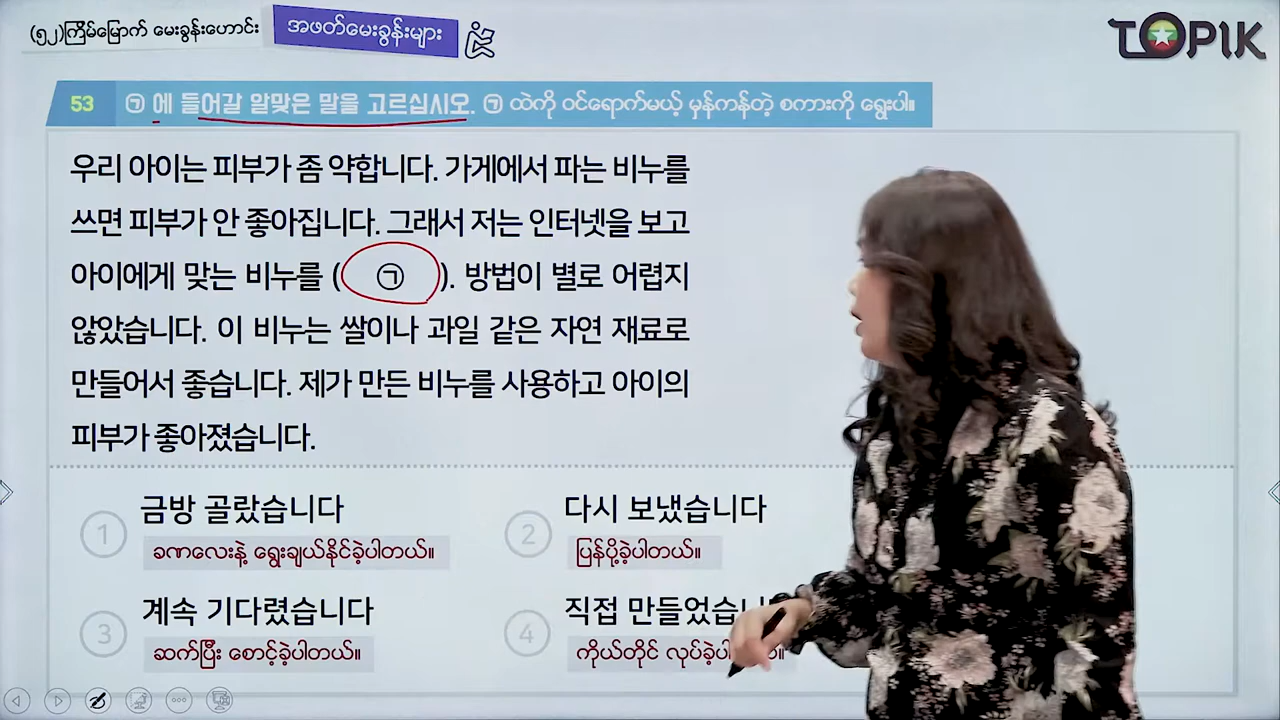 (၅၂)ကြိမ်မြောက် မေးခွန်းဟောင်း
အဖတ်မေးခွန်းများ
TOPIK
53 ㉠ 에 들어갈 알맞은 말을 고르십시오. ㉠ ထဲကို ဝင်ရောက်မယ့် မှန်ကန်တဲ့ စကားကို ရွေးပါ။
우리 아이는 피부가 좀 약합니다. 가게에서 파는 비누를
쓰면 피부가 안 좋아집니다. 그래서 저는 인터넷을 보고
아이에게 맞는 비누를 ( ㉠ ). 방법이 별로 어렵지
않았습니다. 이 비누는 쌀이나 과일 같은 자연 재료로
만들어서 좋습니다. 제가 만든 비누를 사용하고 아이의
피부가 좋아졌습니다.
1 금방 골랐습니다
ခဏလေးနဲ့ ရွေးချယ်နိုင်ခဲ့ပါတယ်။
2 다시 보냈습니다
ပြန်ပို့ခဲ့ပါတယ်။
3 계속 기다렸습니다
ဆက်ပြီး စောင့်ခဲ့ပါတယ်။
4 직접
ကိုယ်တိုင်